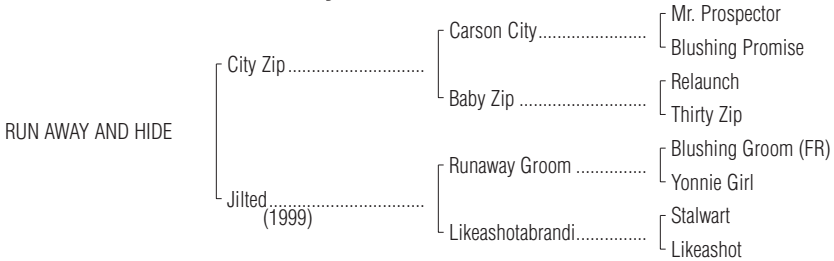 Mr. Prospector
Carson City........................
Blushing Promise
City Zip..............................
Relaunch
Baby Zip ............................
Thirty Zip
RUN AWAY AND HIDE
Blushing Groom (FR)
Runaway Groom ................
Yonnie Girl
Jilted..................................
(1999)
Stalwart
Likeashotabrandi................
Likeashot